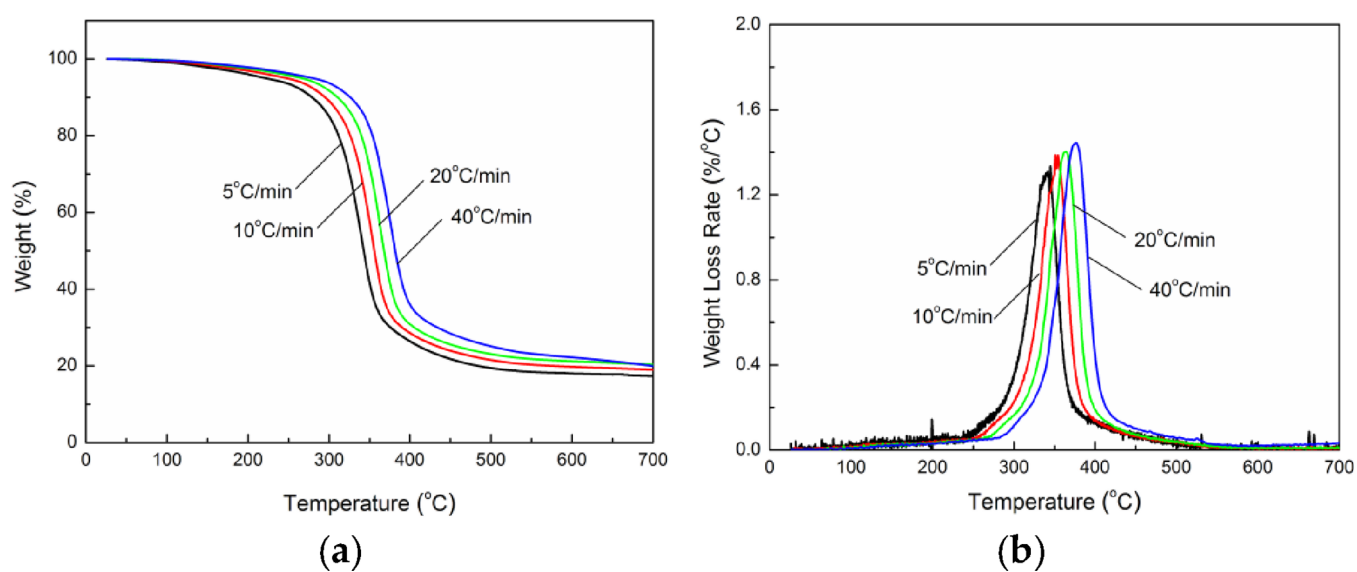 100
80
60
40
20
0
0 100 200 300 400 500 600 700
Weight (%)
Temperature (°C)
5°C/min
10°C/min
20°C/min
40°C/min
(a)
2.0
1.6
1.2
0.8
0.4
0.0
0 100 200 300 400 500 600 700
Weight Loss Rate (%/°C)
Temperature (°C)
5°C/min
10°C/min
20°C/min
40°C/min
(b)